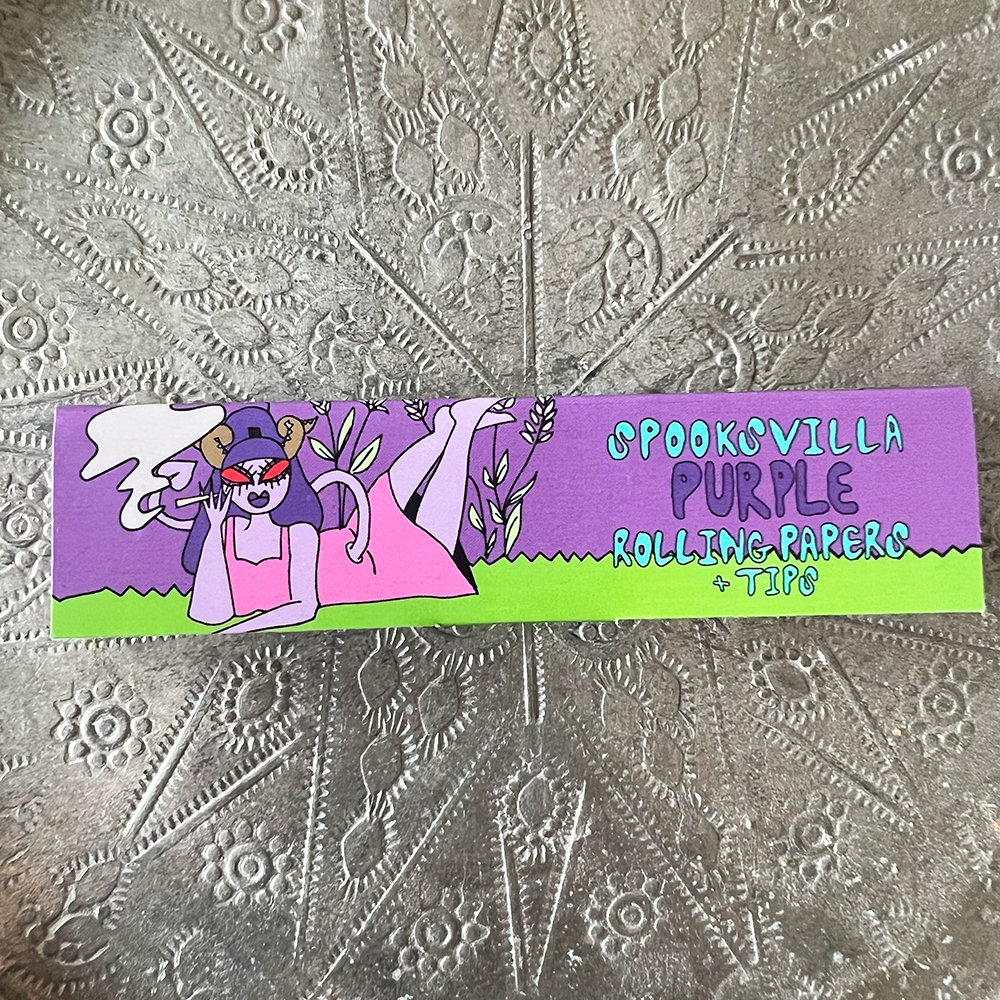 SPOOKSVILLA
PURPLE
ROLLING PAPERS
+ TIPS